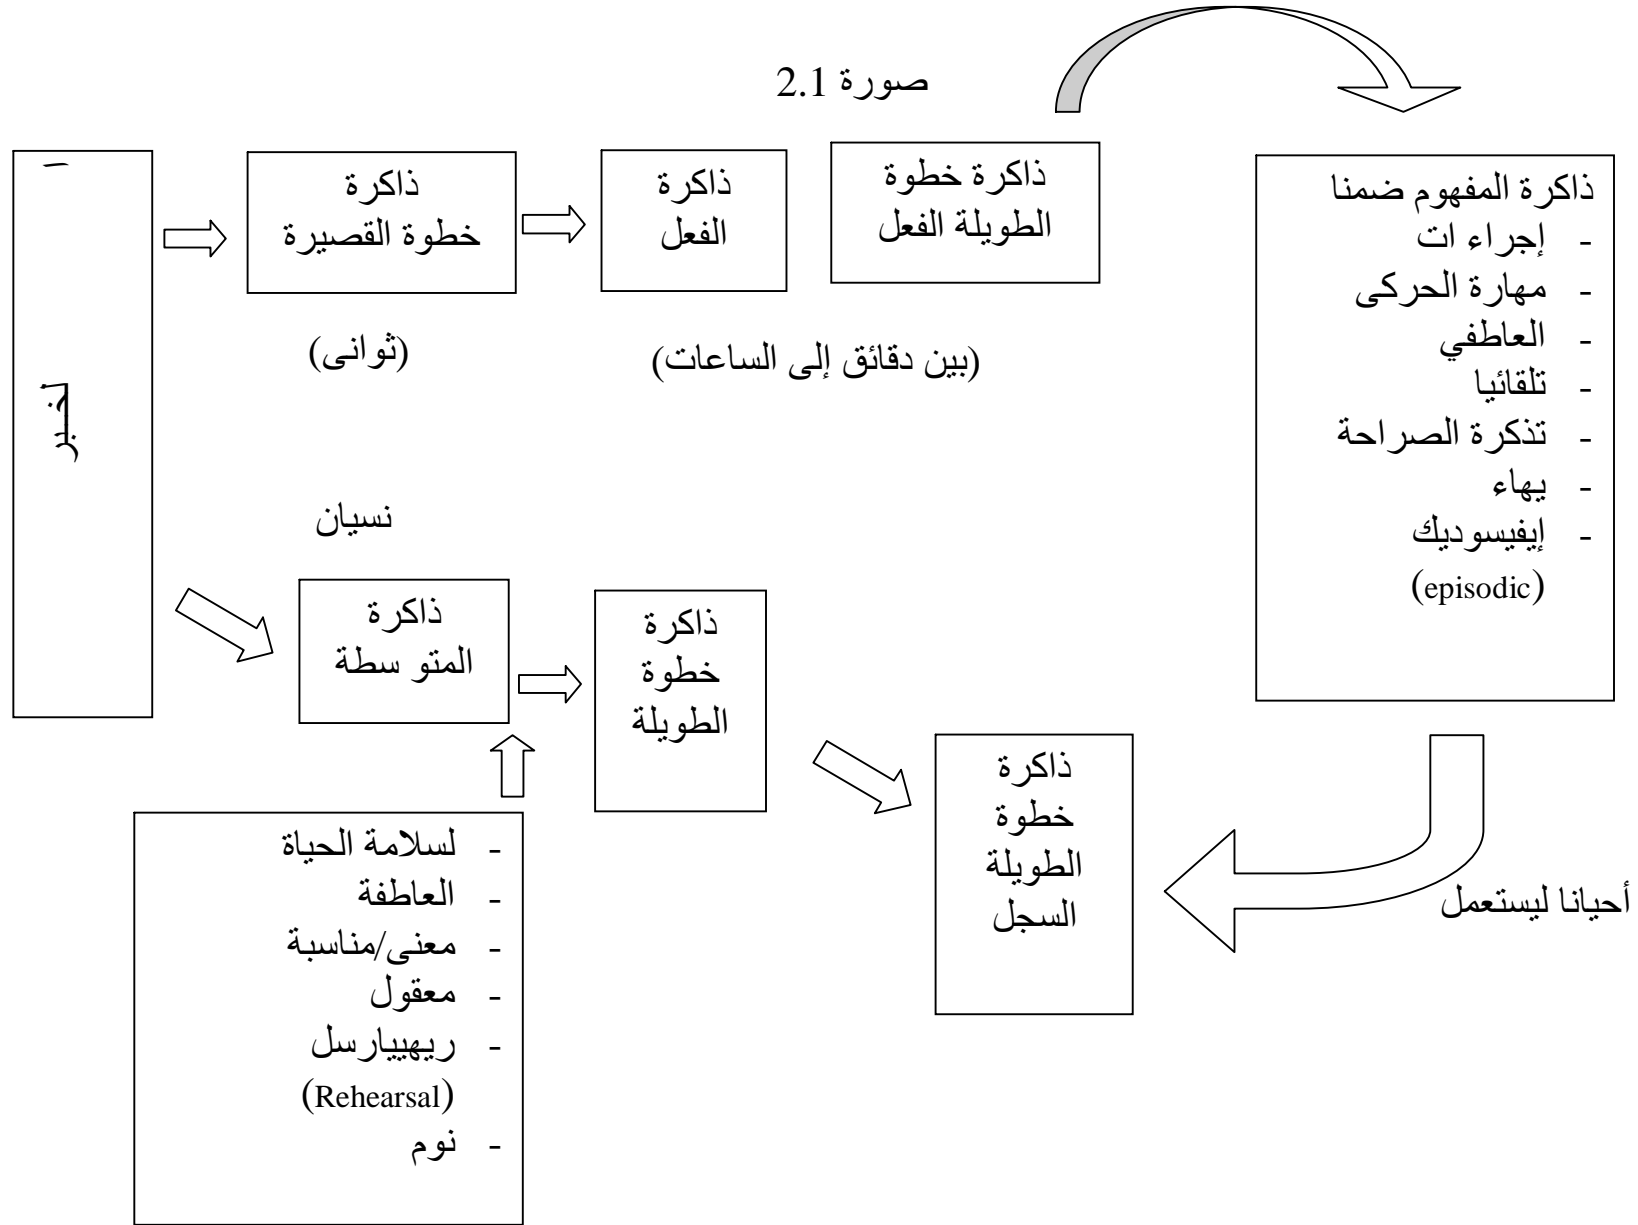 صورة 2.1
ا
لخبر
ذاكرة
خطوة القصيرة
(ثوانى)
ذاكرة
الفعل
ذاكرة خطوة
الطويلة الفعل
(بين دقائق إلى الساعات)
ذاكرة المفهوم ضمنا
- إجراء ات
- مهارة الحركى
- العاطفي
- تلقائيا
- تذكرة الصراحة
- يهاء
- إيفيسوديك
(episodic)
نسيان
ذاكرة
المتو سطة
ذاكرة
خطوة
الطويلة
ذاكرة
خطوة
الطويلة
السجل
أحيانا ليستعمل
- لسلامة الحياة
- العاطفة
- معنى/مناسبة
- معقول
- ريهييارسل
(Rehearsal)
- نوم